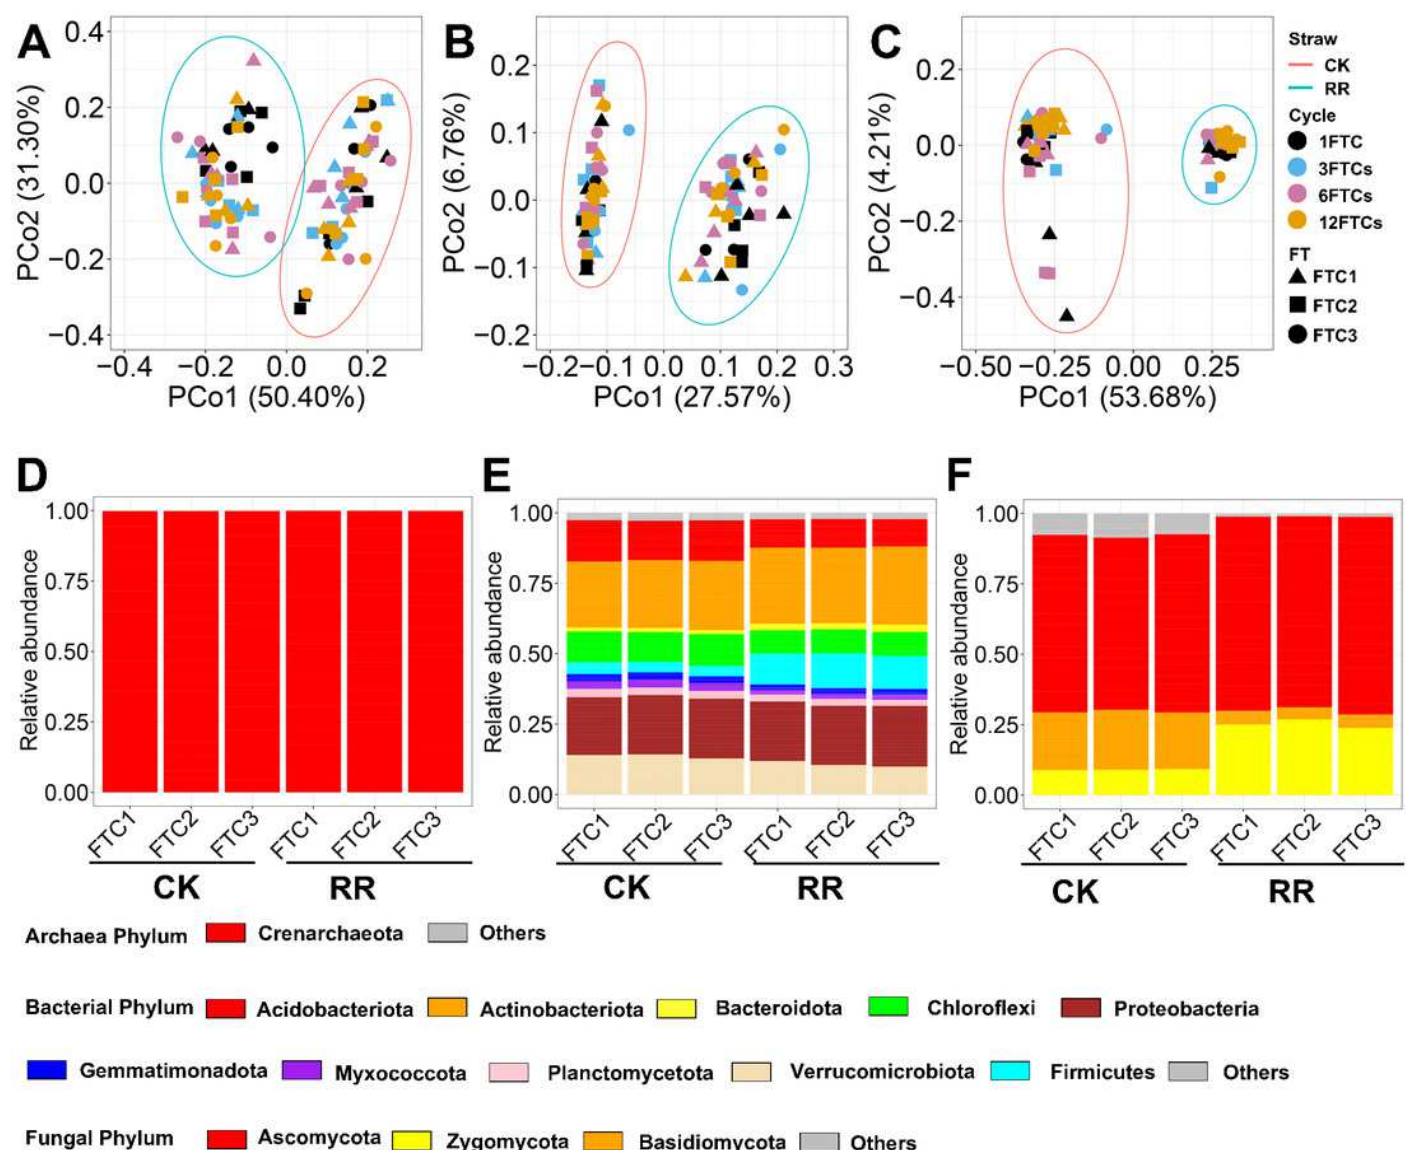 A
B
C
0.4
0.2
0.0
−0.2
−0.4
PCo2 (31.30%)
−0.4
−0.2
0.0
0.2
PCo1 (50.40%)
0.2
0.1
0.0
−0.1
−0.2
PCo2 (6.76%)
−0.2
−0.1
0.0
0.1
0.2
0.3
PCo1 (27.57%)
0.2
0.0
−0.2
−0.4
PCo2 (4.21%)
−0.50
−0.25
0.00
0.25
PCo1 (53.68%)
Straw
CK
RR
Cycle
1FTC
3FTCs
6FTCs
12FTCs
FT
FTC1
FTC2
FTC3
D
E
F
1.00
0.75
0.50
0.25
0.00
Relative abundance
FTC1
FTC2
FTC3
FTC1
FTC2
FTC3
CK
RR
1.00
0.75
0.50
0.25
0.00
Relative abundance
FTC1
FTC2
FTC3
FTC1
FTC2
FTC3
CK
RR
1.00
0.75
0.50
0.25
0.00
Relative abundance
FTC1
FTC2
FTC3
FTC1
FTC2
FTC3
CK
RR
Archaea Phylum Crenarchaeota Others
Bacterial Phylum Acidobacteriota Actinobacteriota Bacteroidota Chloroflexi Proteobacteria
Gemmatimonadota Myxococcota Planctomycetota Verrucomicrobiota Firmicutes Others
Fungal Phylum Ascomycota Zygomycota Basidiomycota Others